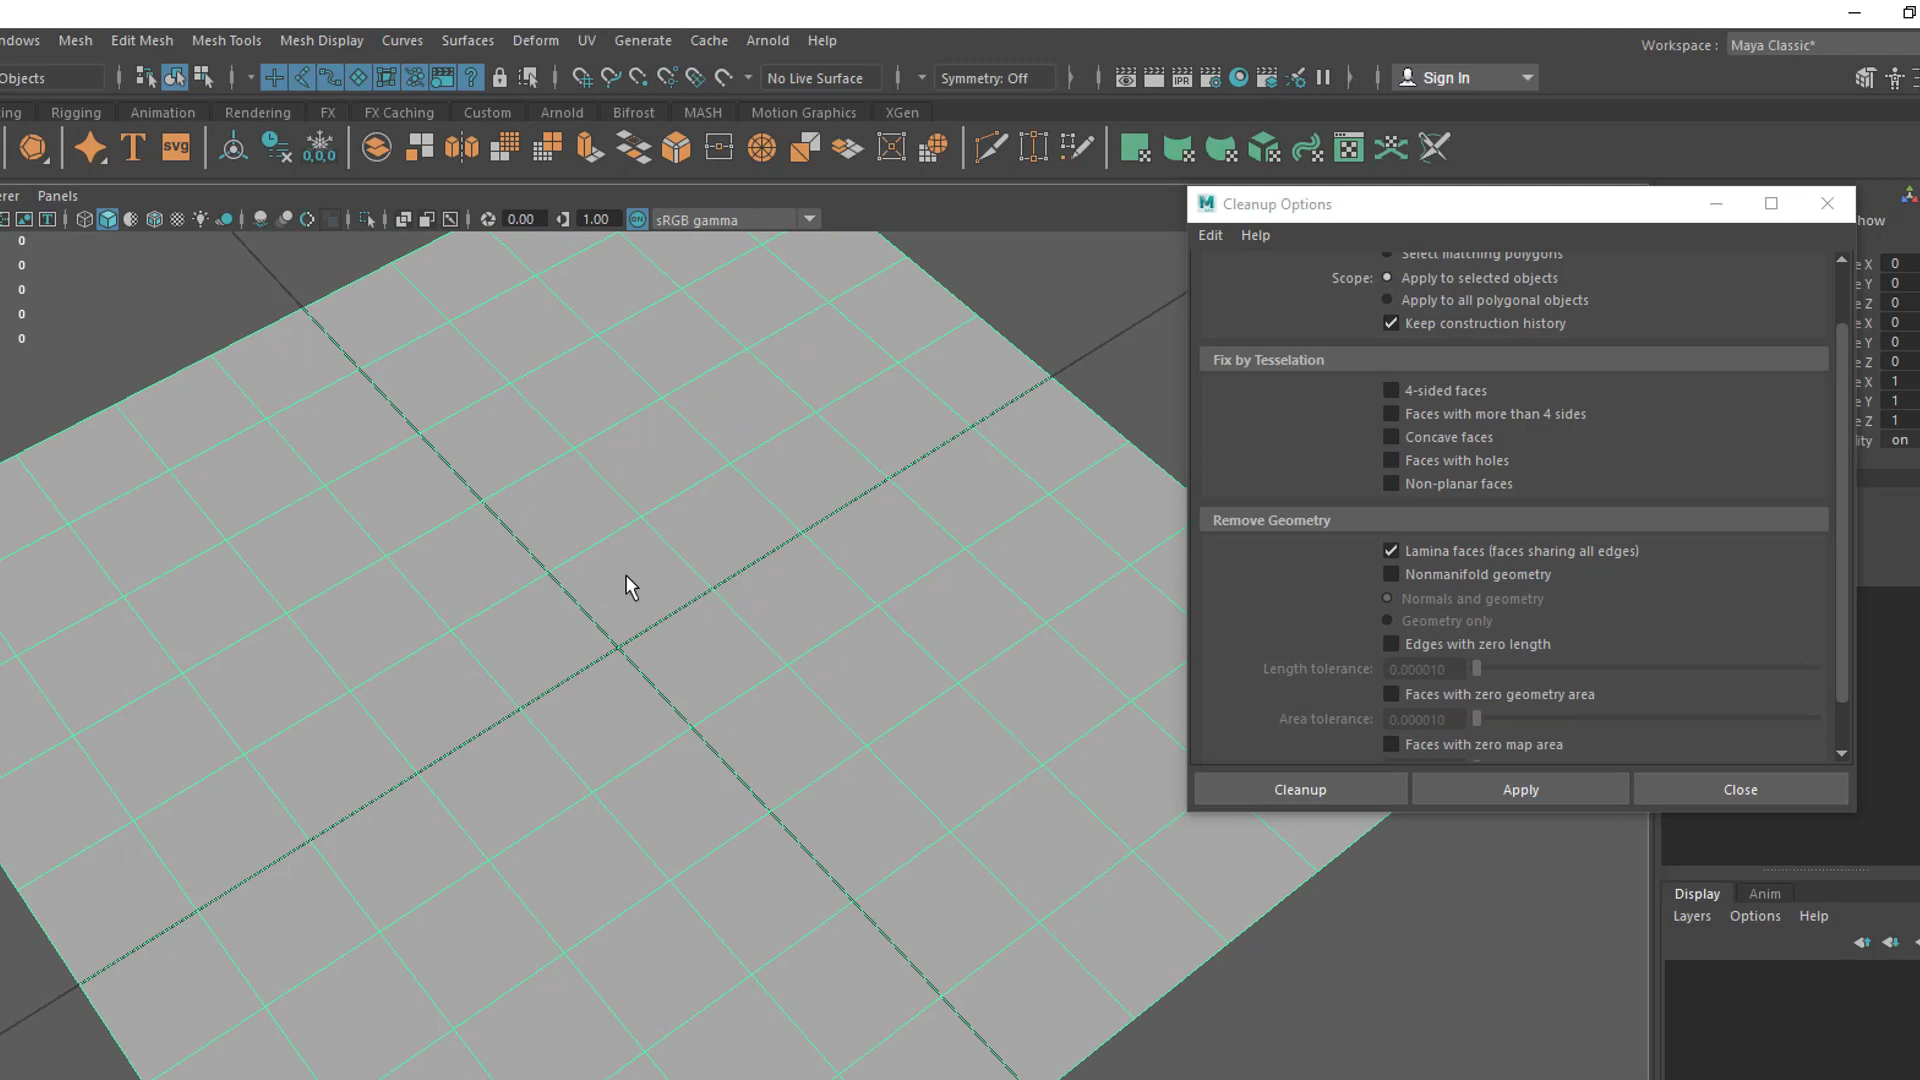 ndows Mesh Edit Mesh Mesh Tools Mesh Display Curves Surfaces Deform UV Generate Cache Arnold Help
Workspace : Maya Classic*
Objects No Live Surface Symmetry: Off IPR Sign In
ing Rigging Animation Rendering FX FX Caching Custom Arnold Bifrost MASH Motion Graphics XGen
T svg 0,0,0
erer Panels
0.00 ON 1.00 sRGB gamma
0
0
0
0
0
M Cleanup Options
Edit Help
Select matching polygons
Scope: Apply to selected objects
Apply to all polygonal objects
Keep construction history
Fix by Tesselation
4-sided faces
Faces with more than 4 sides
Concave faces
Faces with holes
Non-planar faces
Remove Geometry
Lamina faces (faces sharing all edges)
Nonmanifold geometry
Normals and geometry
Geometry only
Edges with zero length
Length tolerance: 0.000010
Faces with zero geometry area
Area tolerance: 0.000010
Faces with zero map area
Cleanup Apply Close
how
e X 0
e Y 0
e Z 0
e X 0
e Y 0
e Z 0
e X 1
e Y 1
e Z 1
lity on
Display Anim
Layers Options Help